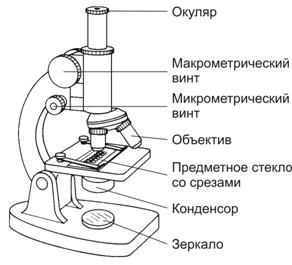 Окуляр
Макрометрический
винт
Микрометрический
винт
Объектив
Предметное стекло
со срезами
Конденсор
Зеркало